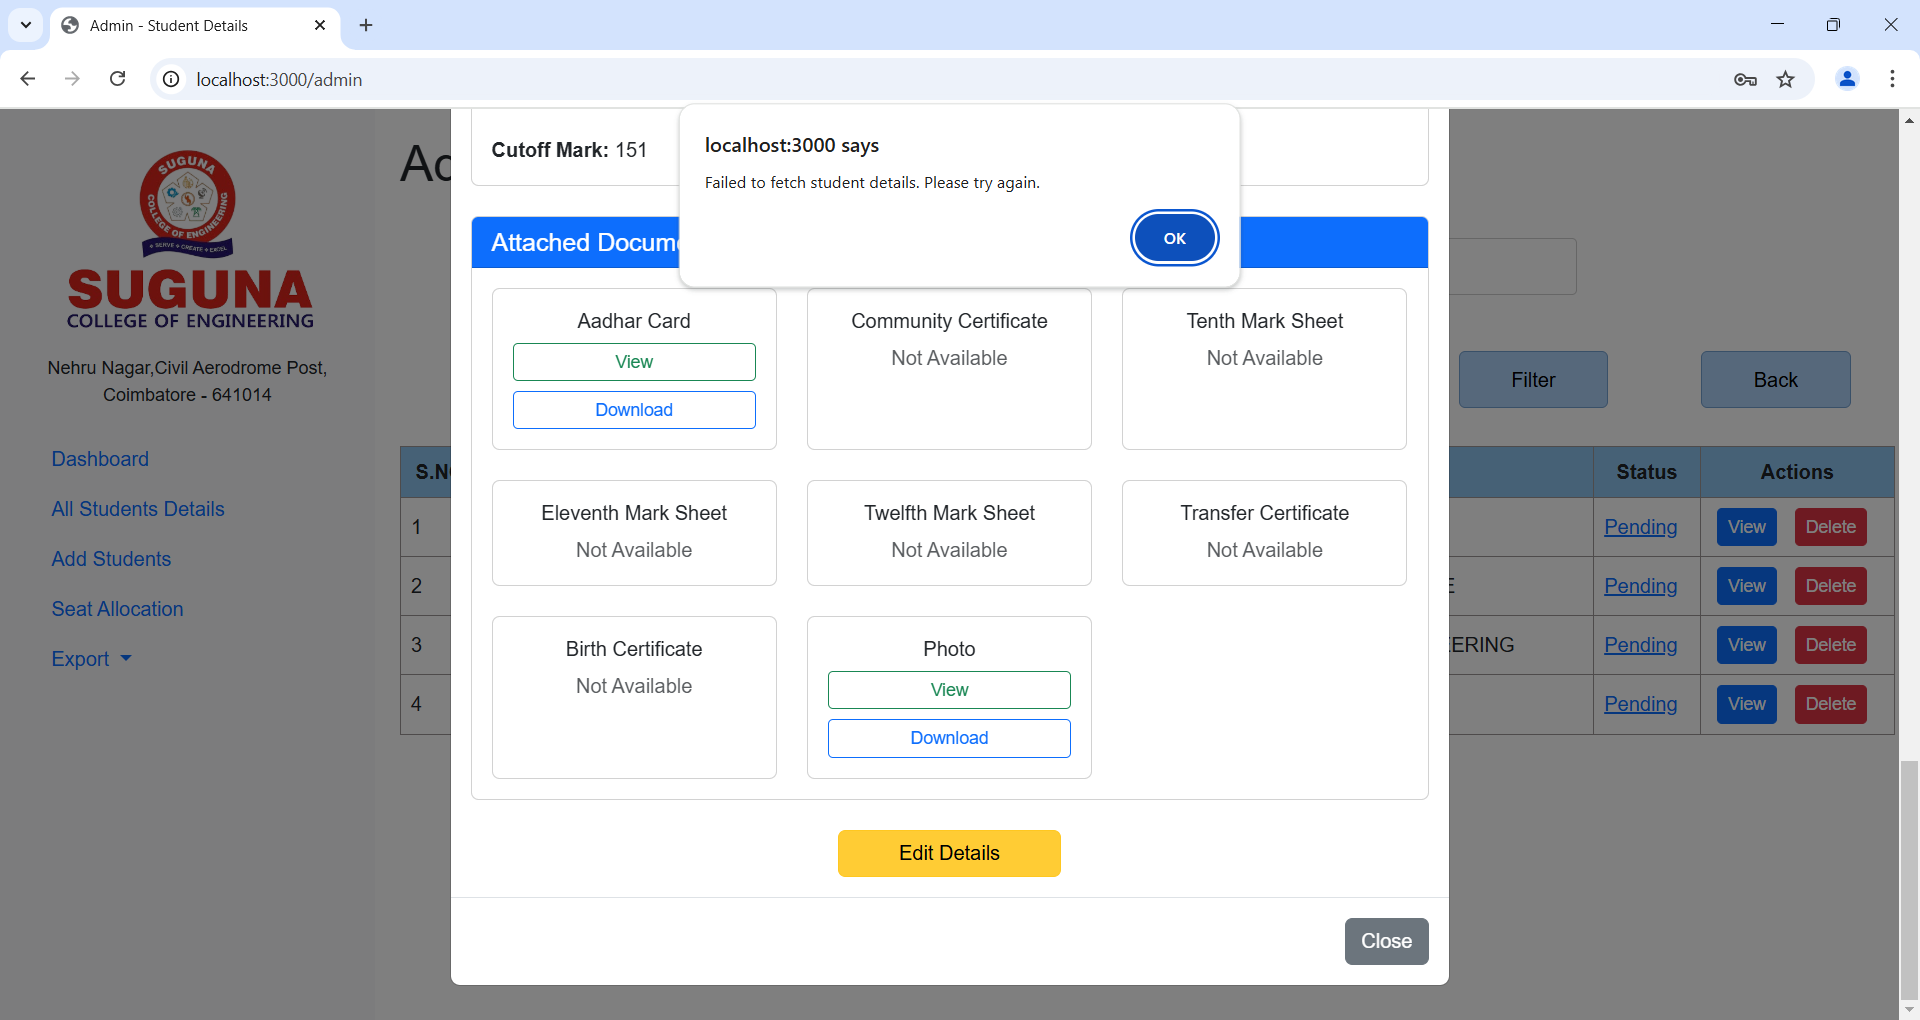 Admin - Student Details
localhost:3000/admin
SUGUNA
COLLEGE OF ENGINEERING
SERVE CREATE EXCEL
SUGUNA
COLLEGE OF ENGINEERING
Nehru Nagar,Civil Aerodrome Post,
Coimbatore - 641014
Dashboard
All Students Details
Add Students
Seat Allocation
Export
localhost:3000 says
Failed to fetch student details. Please try again.
OK
Cutoff Mark: 151
Attached Docum
Aadhar Card
View
Download
Community Certificate
Not Available
Tenth Mark Sheet
Not Available
Eleventh Mark Sheet
Not Available
Twelfth Mark Sheet
Not Available
Transfer Certificate
Not Available
Birth Certificate
Not Available
Photo
View
Download
Edit Details
Close
Filter
Back
S.N
Status
Actions
1
Pending
View
Delete
2
Pending
View
Delete
3
EERING
Pending
View
Delete
4
Pending
View
Delete